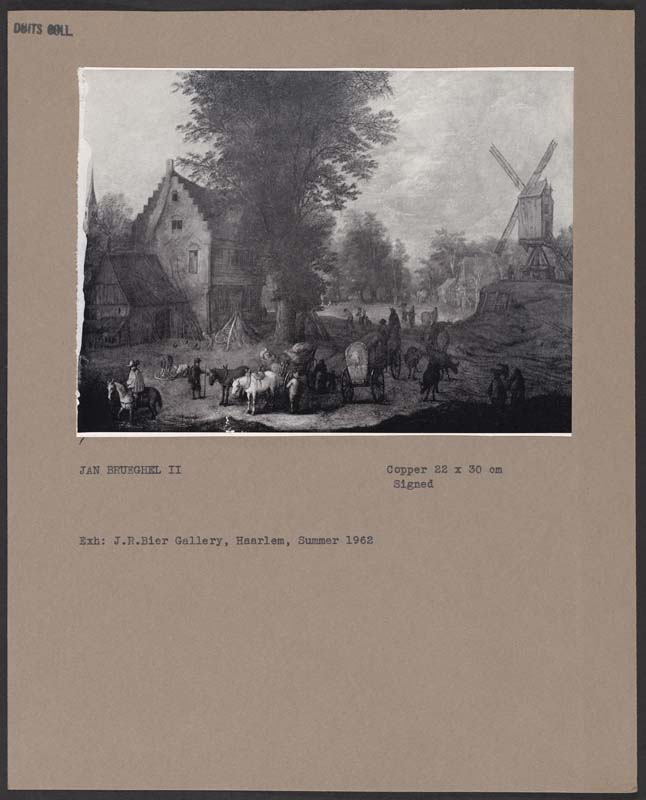 DUITS COLL.
JAN BRUEGHEL II
Copper 22 x 30 cm
Signed
Exh: J.R.Bier Gallery, Haarlem, Summer 1962